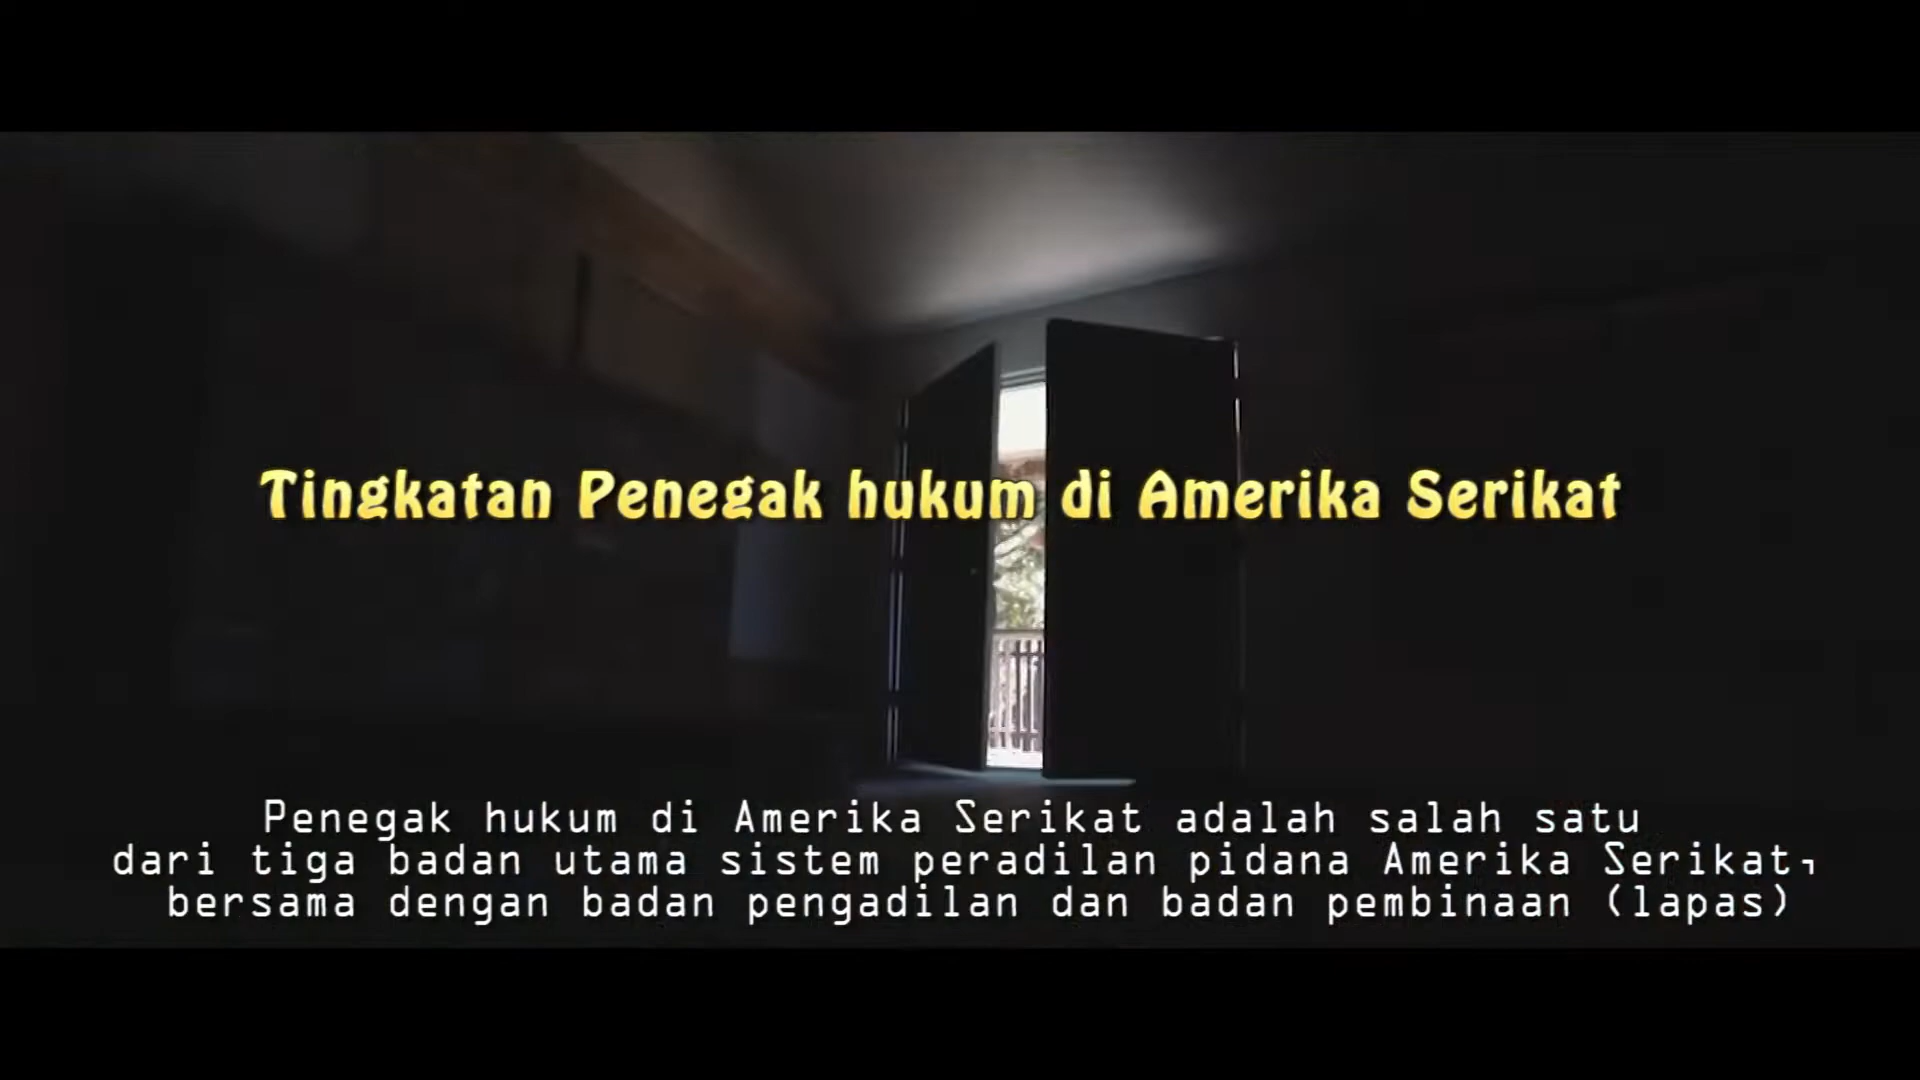 Tingkatan Penegak hukum di Amerika Serikat
Penegak hukum di Amerika Serikat adalah salah satu
dari tiga badan utama sistem peradilan pidana Amerika Serikat,
bersama dengan badan pengadilan dan badan pembinaan (lapas)